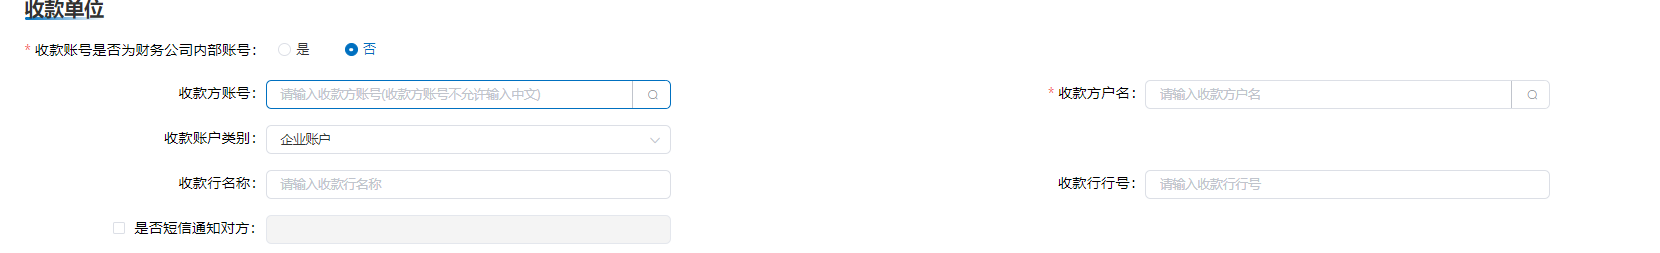 收款单位
* 收款账号是否为财务公司内部账号： 是 否
收款方账号： 请输入收款方账号(收款方账号不允许输入中文) * 收款方户名： 请输入收款方户名
收款账户类别： 企业账户
收款行名称： 请输入收款行名称 收款行行号： 请输入收款行行号
是否短信通知对方：